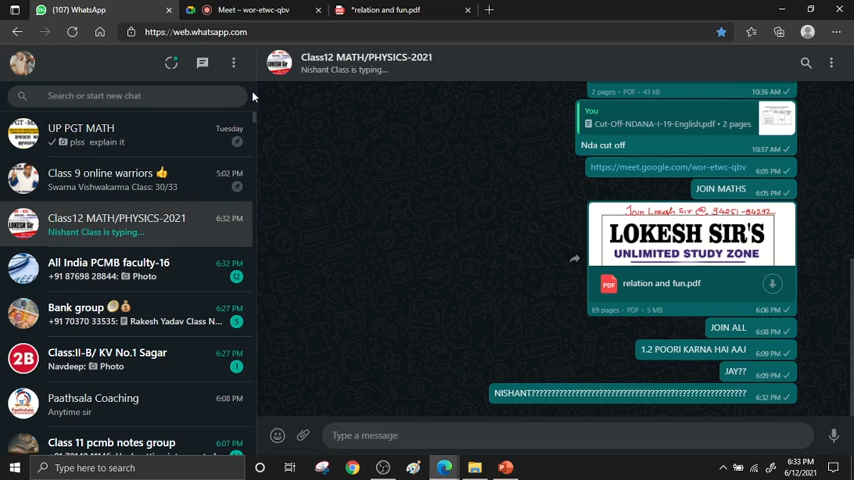 (107) WhatsApp
Meet – wor-etwc-qbv
*relation and fun.pdf
https://web.whatsapp.com
Class12 MATH/PHYSICS-2021
Nishant Class is typing...
Search or start new chat
UP PGT MATH
Tuesday
plss explain it
Class 9 online warriors 👍
5:02 PM
Swarna Vishwakarma Class: 30/33
Class12 MATH/PHYSICS-2021
6:32 PM
Nishant Class is typing...
All India PCMB faculty-16
6:32 PM
+91 87698 28844: Photo
12
Bank group
6:27 PM
+91 70370 33535: Rakesh Yadav Class N...
5
2B
Class:II-B/ KV No.1 Sagar
6:27 PM
Navdeep: Photo
1
Paathsala Coaching
6:08 PM
Anytime sir
Class 11 pcmb notes group
6:07 PM
2 pages • PDF • 43 kB
10:36 AM
You
Cut-Off-NDANA-I-19-English.pdf • 2 pages
Nda cut off
10:37 AM
https://meet.google.com/wor-etwc-qbv
6:05 PM
JOIN MATHS
6:05 PM
Join Lokesh Sir @, 94251-84292
LOKESH SIR'S
UNLIMITED STUDY ZONE
PDF
relation and fun.pdf
69 pages • PDF • 5 MB
6:06 PM
JOIN ALL
6:08 PM
1.2 POORI KARNA HAI AAJ
6:09 PM
JAY??
6:09 PM
NISHANT???????????????????????????????????????????????????
6:32 PM
Type a message
Type here to search
6:33 PM
6/12/2021